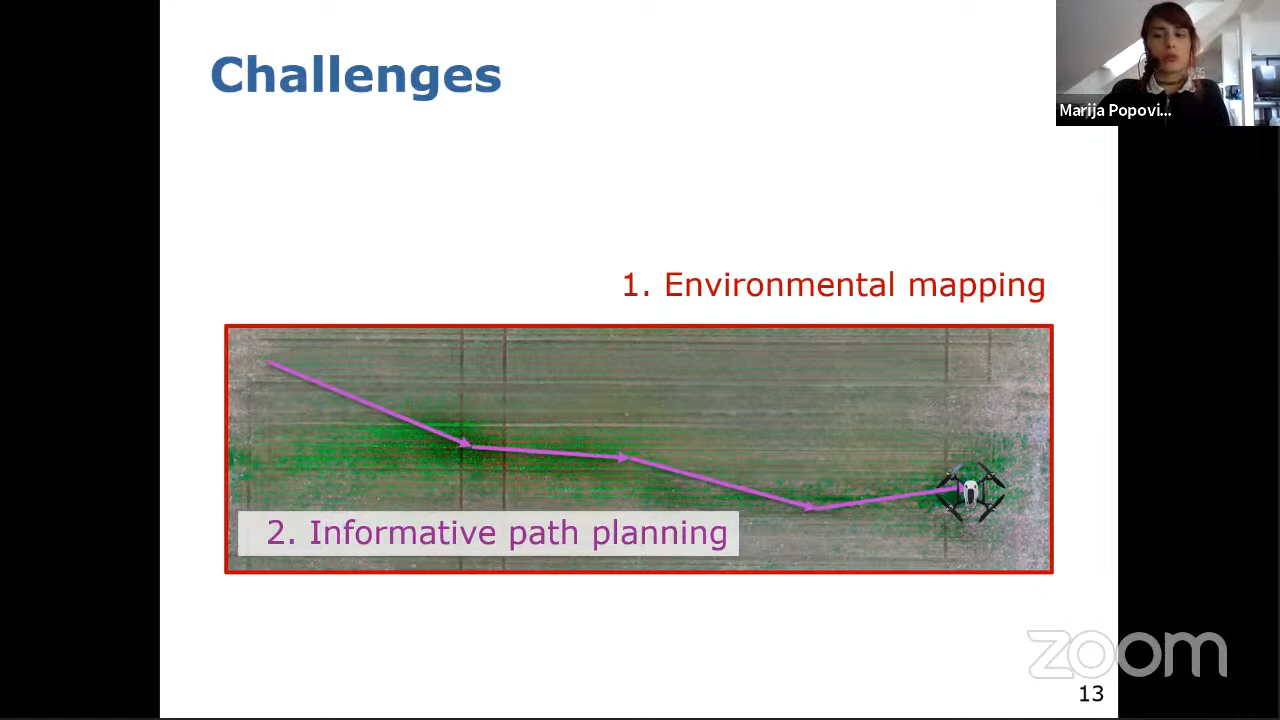 Challenges
Marija Popovi...
1. Environmental mapping
2. Informative path planning
zoom
13